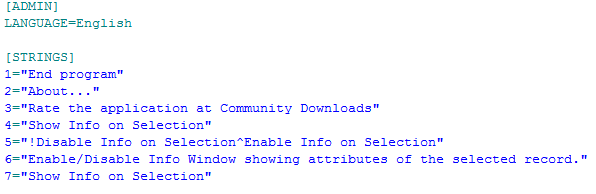 [ADMIN]
LANGUAGE=English
[STRINGS]
1="End program"
2="About..."
3="Rate the application at Community Downloads"
4="Show Info on Selection"
5="!Disable Info on Selection^Enable Info on Selection"
6="Enable/Disable Info Window showing attributes of the selected record."
7="Show Info on Selection"